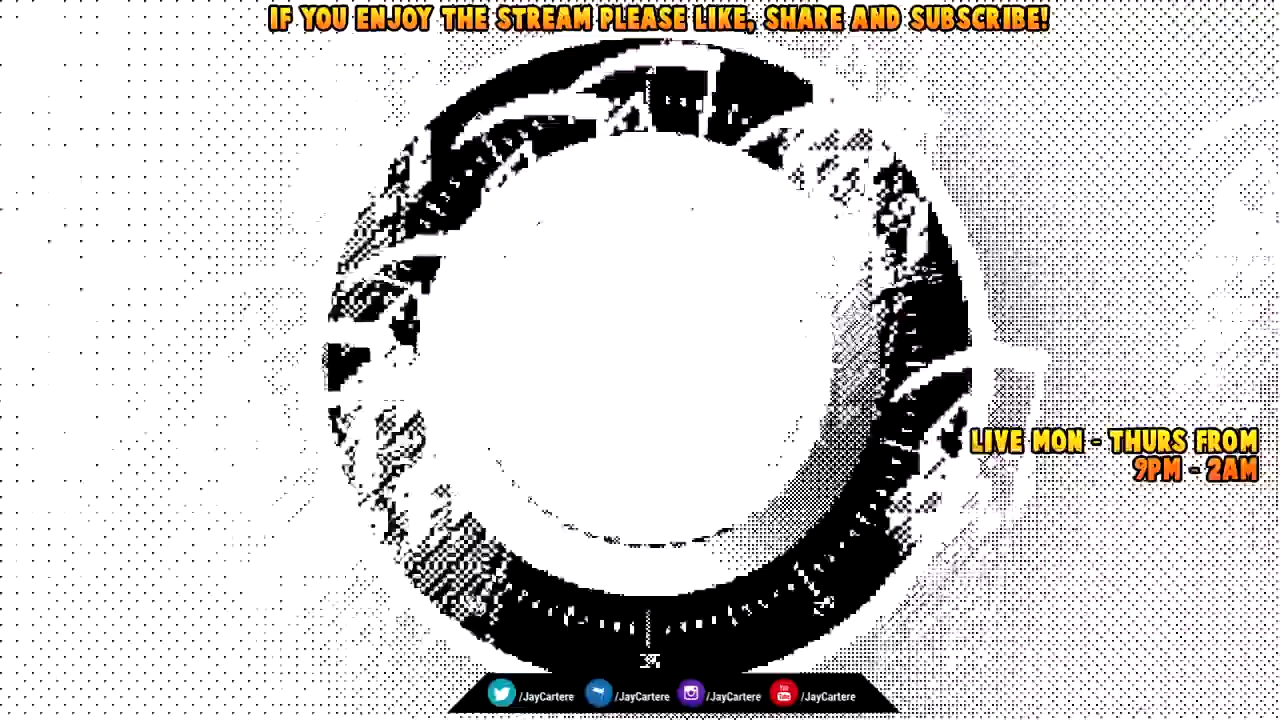 IF YOU ENJOY THE STREAM PLEASE LIKE, SHARE AND SUBSCRIBE!
LIVE MON - THURS FROM
9PM - 2AM
/JayCartere /JayCartere /JayCartere /JayCartere